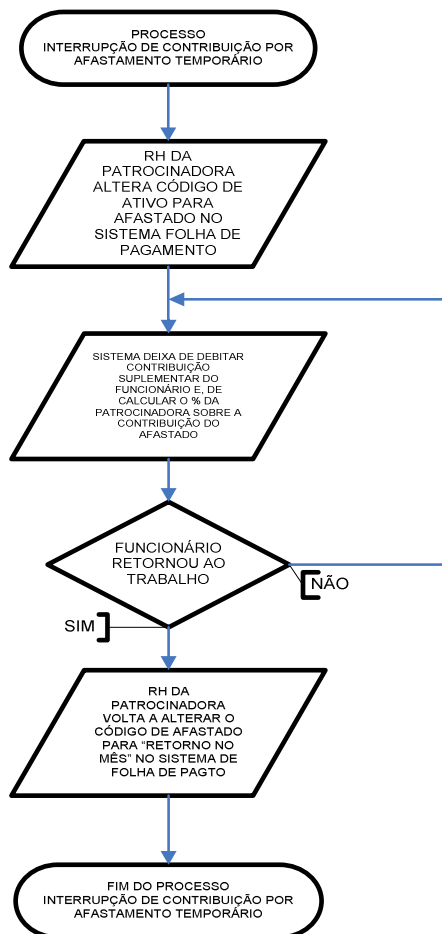 PROCESSO
INTERRUPÇÃO DE CONTRIBUIÇÃO POR
AFASTAMENTO TEMPORÁRIO
RH DA
PATROCINADORA
ALTERA CÓDIGO DE
ATIVO PARA
AFASTADO NO
SISTEMA FOLHA DE
PAGAMENTO
SISTEMA DEIXA DE DEBITAR
CONTRIBUIÇÃO
SUPLEMENTAR DO
FUNCIONÁRIO E, DE
CALCULAR O % DA
PATROCINADORA SOBRE A
CONTRIBUIÇÃO DO
AFASTADO
FUNCIONÁRIO
RETORNOU AO
TRABALHO
NÃO
SIM
RH DA
PATROCINADORA
VOLTA A ALTERAR O
CÓDIGO DE AFASTADO
PARA “RETORNO NO
MÊS” NO SISTEMA DE
FOLHA DE PAGTO
FIM DO PROCESSO
INTERRUPÇÃO DE CONTRIBUIÇÃO POR
AFASTAMENTO TEMPORÁRIO